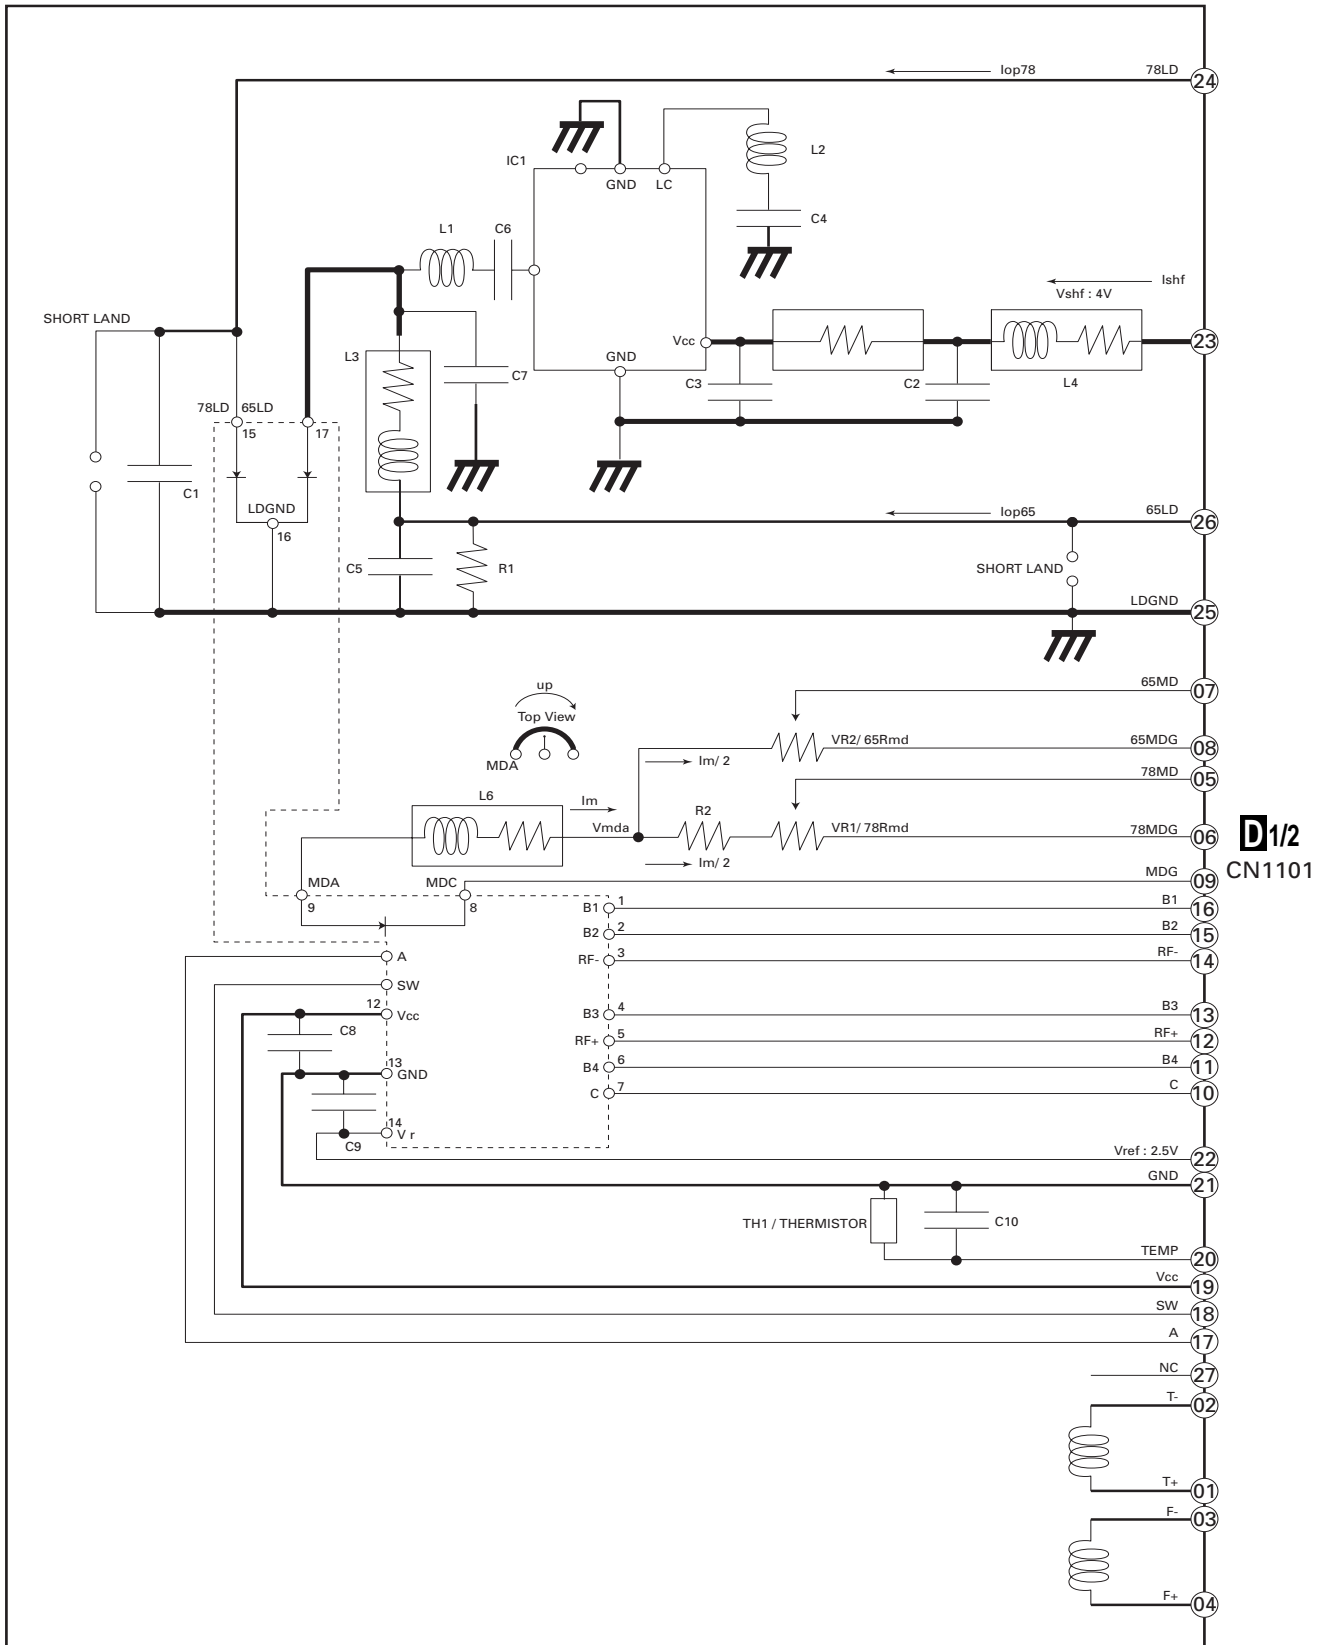 Iop78
78LD
24
IC1
GND
LC
L2
C4
L1
C6
Ishf
Vshf : 4V
SHORT LAND
Vcc
23
L3
GND
C7
C3
C2
L4
78LD
65LD
15
17
C1
LDGND
16
Iop65
65LD
26
C5
R1
SHORT LAND
LDGND
25
65MD
07
up
Top View
MDA
VR2/ 65Rmd
65MDG
08
Im/ 2
78MD
05
L6
Im
R2
Vmda
VR1/ 78Rmd
78MDG
06
D 1/2
Im/ 2
CN1101
MDA
MDC
MDG
09
9
8
B1
1
B1
16
B2
2
B2
15
A
RF-
3
RF-
14
SW
12
Vcc
B3
4
B3
13
C8
RF+
5
RF+
12
13
GND
B4
6
B4
11
C
7
C
10
14
V r
C9
Vref : 2.5V
22
GND
21
TH1 / THERMISTOR
C10
TEMP
20
Vcc
19
SW
18
A
17
NC
27
T-
02
T+
01
F-
03
F+
04